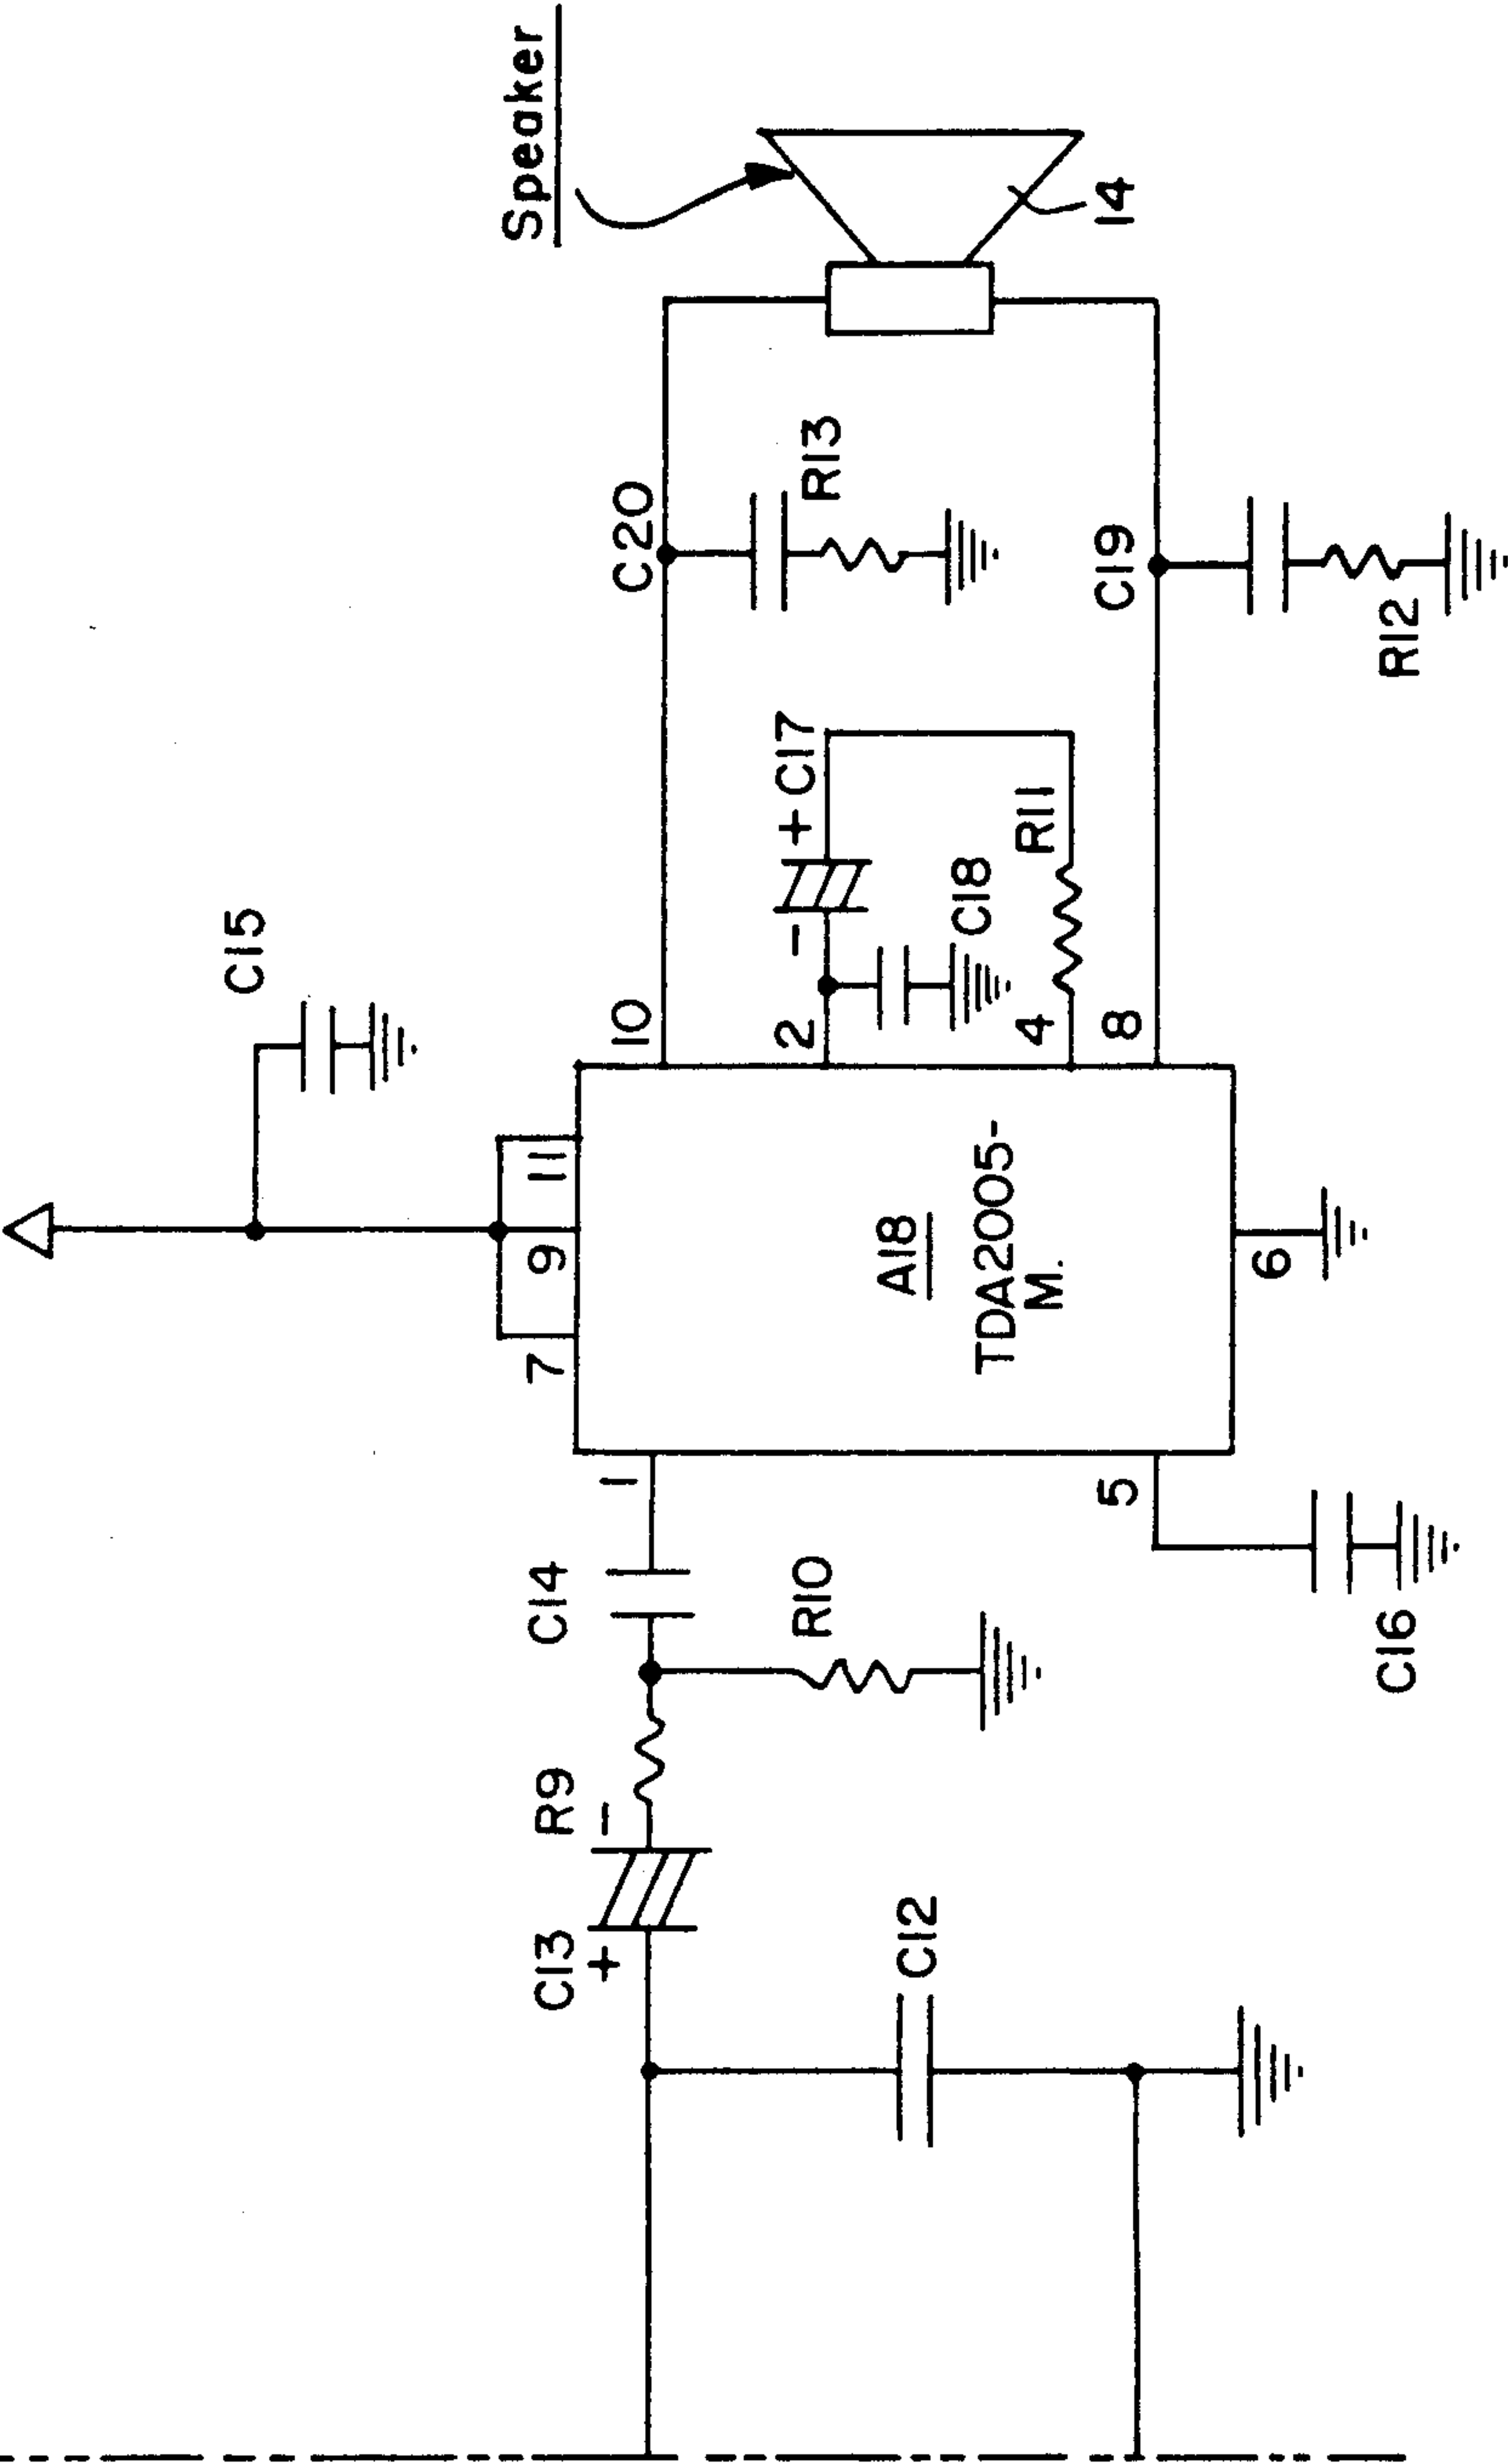 Speaker
14
C20
R13
C19
R12
+ C17
-
C18
R11
C15
10
2
4
8
11
9
7
A18
TDA2005-
M.
6
1
5
C14
R10
C16
R9
-
C13
+
C12